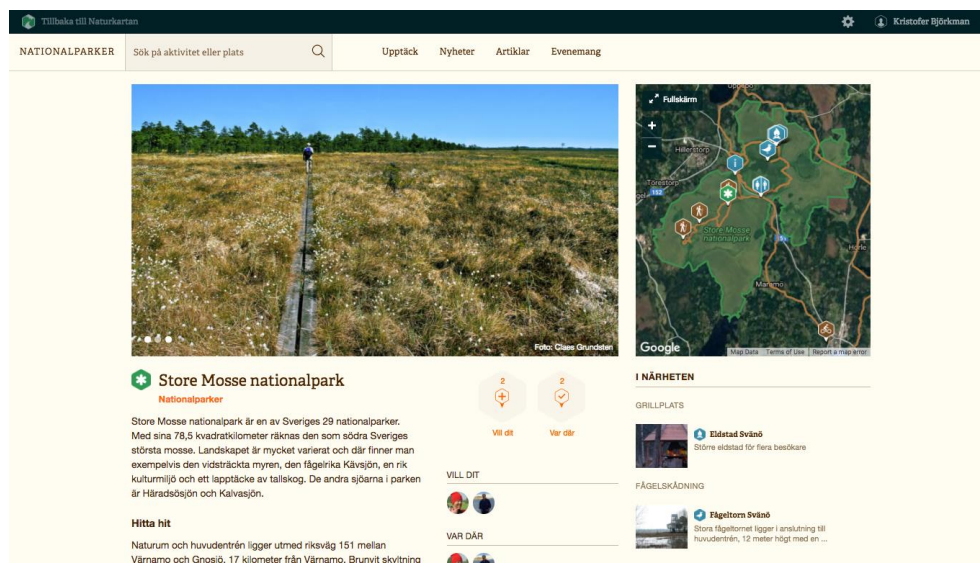 Tillbaka till Naturkartan
Kristofer Björkman
NATIONALPARKER
Sök på aktivitet eller plats
Upptäck
Nyheter
Artiklar
Evenemang
Foto: Claes Grundsten
Fullskärm
+
−
Hillerstorp
Törestorp
152
151
Store Mosse
nationalpark
Maramö
Hörle
Google
Map Data
Terms of Use
Report a map error
Store Mosse nationalpark
Nationalparker
2
Vill dit
2
Var där
Store Mosse nationalpark är en av Sveriges 29 nationalparker.
Med sina 78,5 kvadratkilometer räknas den som södra Sveriges
största mosse. Landskapet är mycket varierat och där finner man
exempelvis den vidsträckta myren, den fågelrika Kävsjön, en rik
kulturmiljö och ett lapptäcke av tallskog. De andra sjöarna i parken
är Häradsösjön och Kalvasjön.
Hitta hit
Naturum och huvudentrén ligger utmed riksväg 151 mellan
Värnamo och Gnosjö, 17 kilometer från Värnamo. Brunvit skyltning
VILL DIT
VAR DÄR
I NÄRHETEN
GRILLPLATS
Eldstad Svänö
Större eldstad för flera besökare
FÅGELSKÅDNING
Fågeltorn Svänö
Stora fågeltornet ligger i anslutning till
huvudentrén, 12 meter högt med en ...